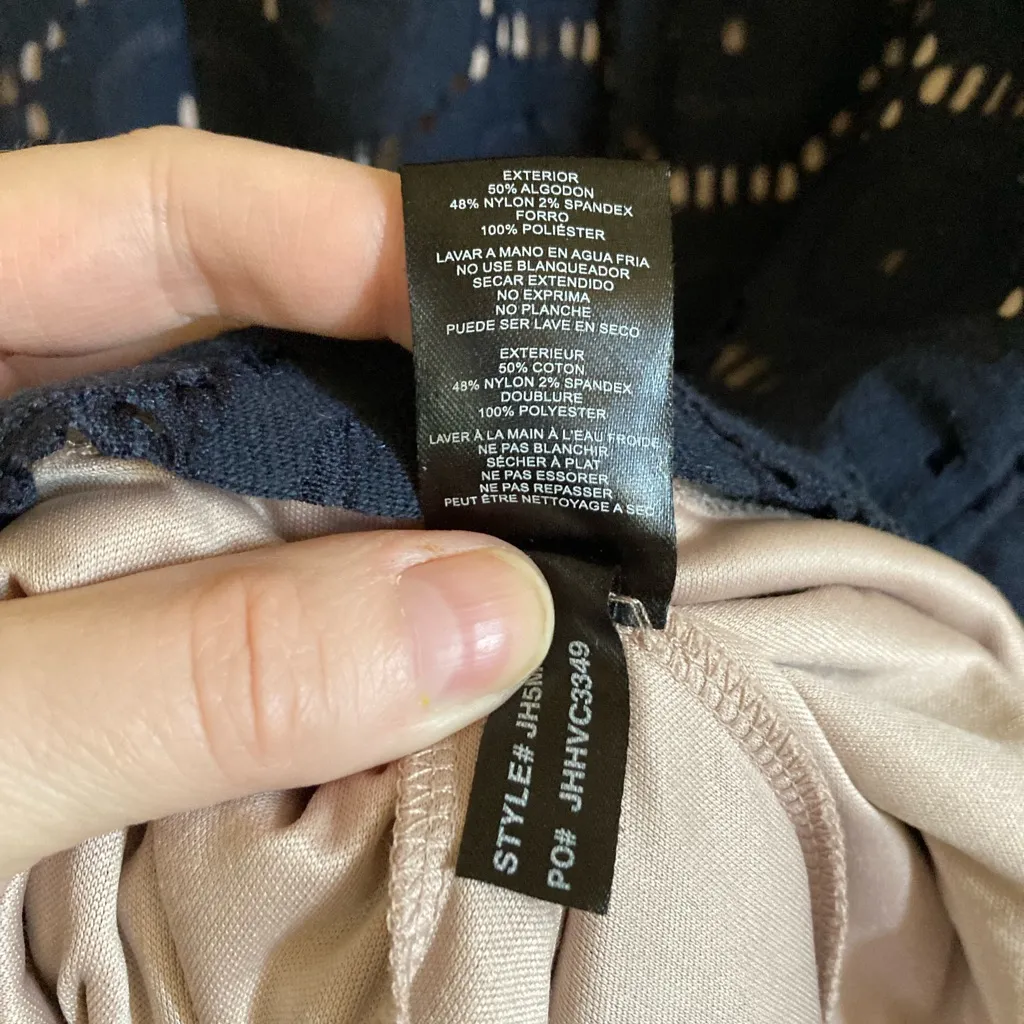 EXTERIOR
50% ALGODON
48% NYLON 2% SPANDEX
FORRO
100% POLIÉSTER
LAVAR A MANO EN AGUA FRIA
NO USE BLANQUEADOR
SECAR EXTENDIDO
NO EXPRIMA
NO PLANCHE
PUEDE SER LAVE EN SECO
EXTERIEUR
50% COTON
48% NYLON 2% SPANDEX
DOUBLURE
100% POLYESTER
LAVER À LA MAIN À L'EAU FROIDE
NE PAS BLANCHIR
SÉCHER À PLAT
NE PAS ESSORER
NE PAS REPASSER
PEUT ÊTRE NETTOYAGE A SEC
STYLE#
PO# JHHVC3349